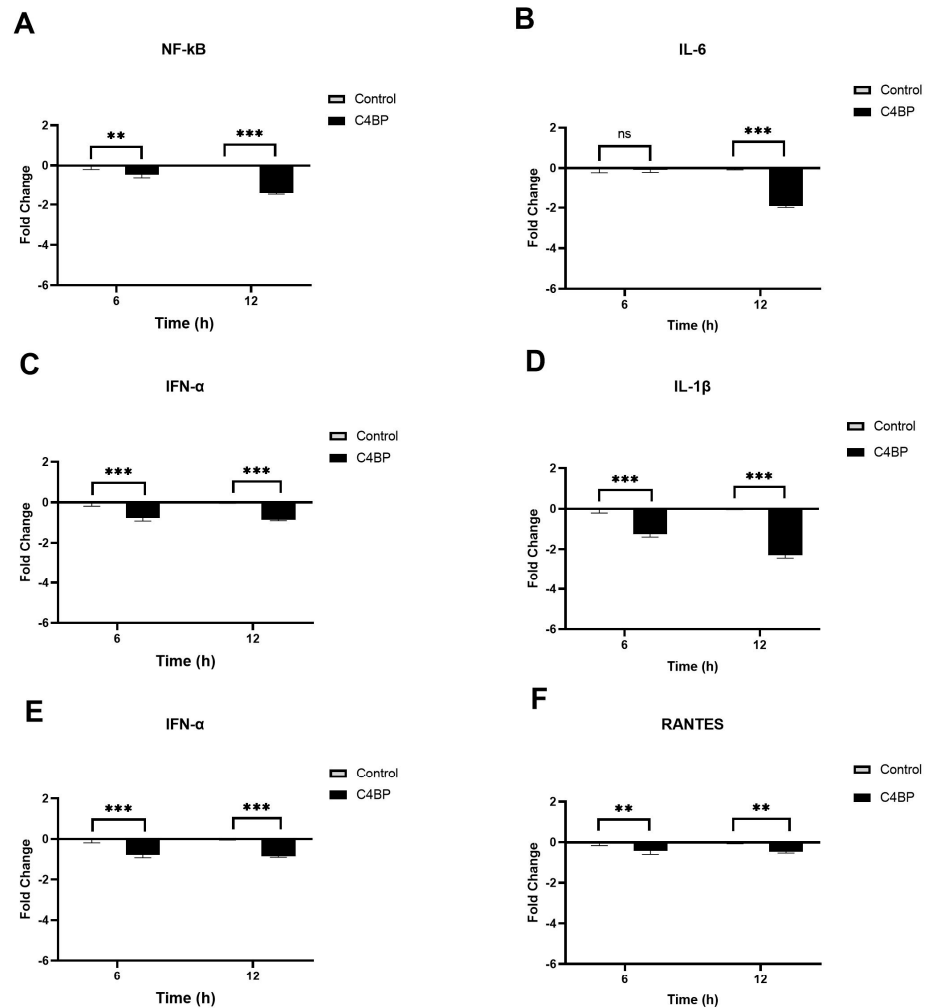 A
NF-kB
Control
C4BP
** ***
Fold Change
2
0
-2
-4
-6
6 12
Time (h)
B
IL-6
Control
C4BP
ns ***
Fold Change
2
0
-2
-4
-6
6 12
Time (h)
C
IFN-α
Control
C4BP
*** ***
Fold Change
2
0
-2
-4
-6
6 12
Time (h)
D
IL-1β
Control
C4BP
*** ***
Fold Change
2
0
-2
-4
-6
6 12
Time (h)
E
IFN-α
Control
C4BP
*** ***
Fold Change
2
0
-2
-4
-6
6 12
Time (h)
F
RANTES
Control
C4BP
** **
Fold Change
2
0
-2
-4
-6
6 12
Time (h)